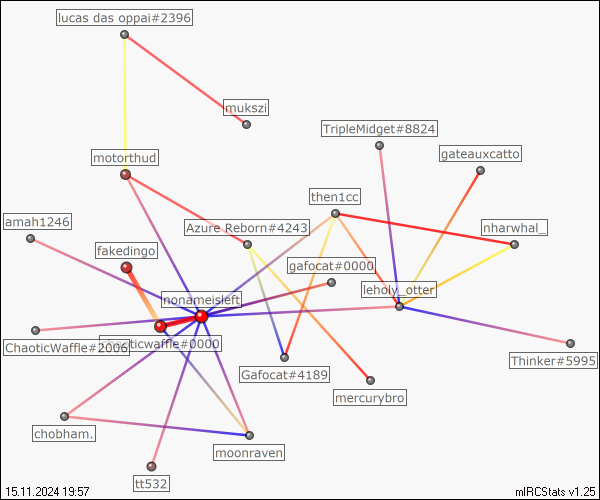 lucas das oppai#2396
mukszi
TripleMidget#8824
gateauxcatto
motorthud
then1cc
amah1246
Azure Reborn#4243
nharwhal_
fakedingo
gafocat#0000
leholy_otter
nonameisleft
ChaoticWaffle#2006
chaoticwaffle#0000
Gafocat#4189
Thinker#5995
mercurybro
chobham.
moonraven
tt532
15.11.2024 19:57
mIRCStats v1.25